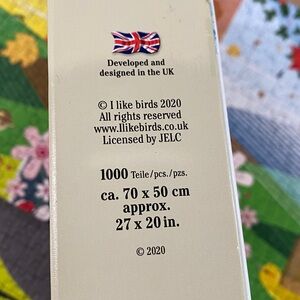 Developed and
designed in the UK
© I like birds 2020
All rights reserved
www.Ilikebirds.co.uk
Licensed by JELC
1000 Teile/pcs./pzs.
ca. 70 x 50 cm
approx.
27 x 20 in.
© 2020